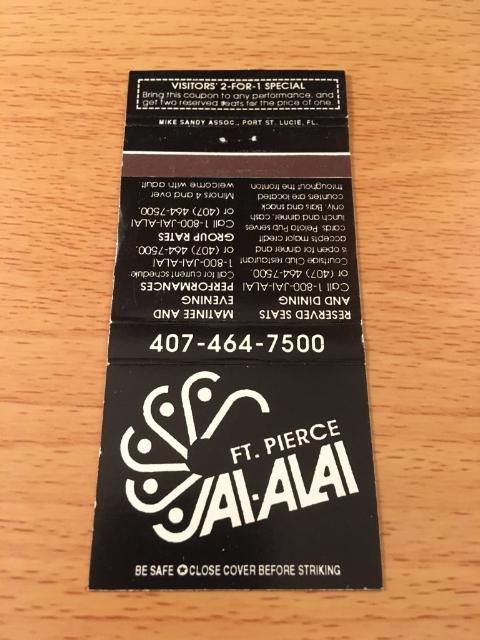 VISITORS' 2-FOR-1 SPECIAL
Bring this coupon to any performance, and
get two reserved seats for the price of one.
MIKE SANDY ASSOC., PORT ST. LUCIE, FL.
RESERVED SEATS
AND DINING
Call 1-800-JAI-ALAI
or (407) 464-7500.
Courtside Club restaurant
is open for dinner and
accepts major credit
cards. Pelota Pub serves
lunch and dinner, cash
only. Bars and snack
counters are located
throughout the fronton.
MATINEE AND
EVENING
PERFORMANCES
Call for current schedule:
1-800-JAI-ALAI
or (407) 464-7500.
GROUP RATES
Call 1-800-JAI-ALAI
or (407) 464-7500.
Minors 4 and over
welcome with adult.
407-464-7500
FT. PIERCE
JAI-ALAI
BE SAFE CLOSE COVER BEFORE STRIKING